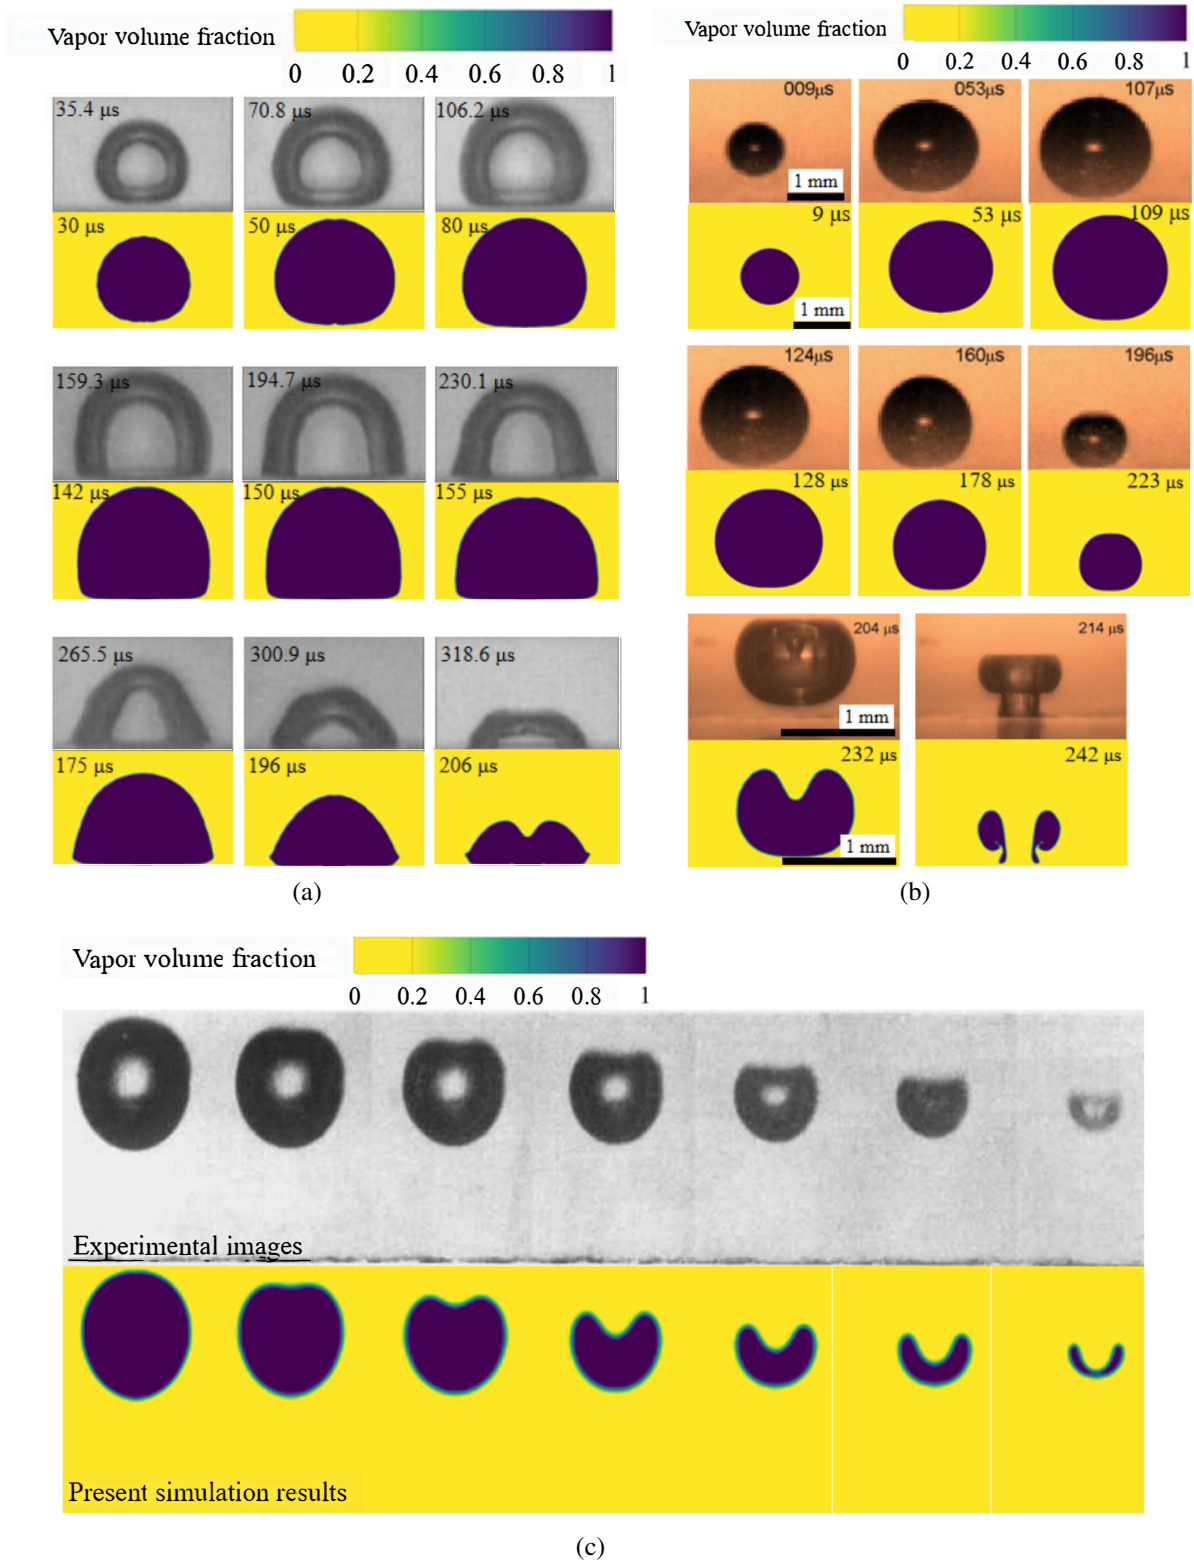 Vapor volume fraction
0 0.2 0.4 0.6 0.8 1
35.4 μs 70.8 μs 106.2 μs
30 μs 50 μs 80 μs
159.3 μs 194.7 μs 230.1 μs
142 μs 150 μs 155 μs
265.5 μs 300.9 μs 318.6 μs
175 μs 196 μs 206 μs
(a)
Vapor volume fraction
0 0.2 0.4 0.6 0.8 1
009μs 053μs 107μs
1 mm
9 μs 53 μs 109 μs
1 mm
124μs 160μs 196μs
128 μs 178 μs 223 μs
204 μs 214 μs
1 mm
232 μs 242 μs
1 mm
(b)
Vapor volume fraction
0 0.2 0.4 0.6 0.8 1
Experimental images
Present simulation results
(c)